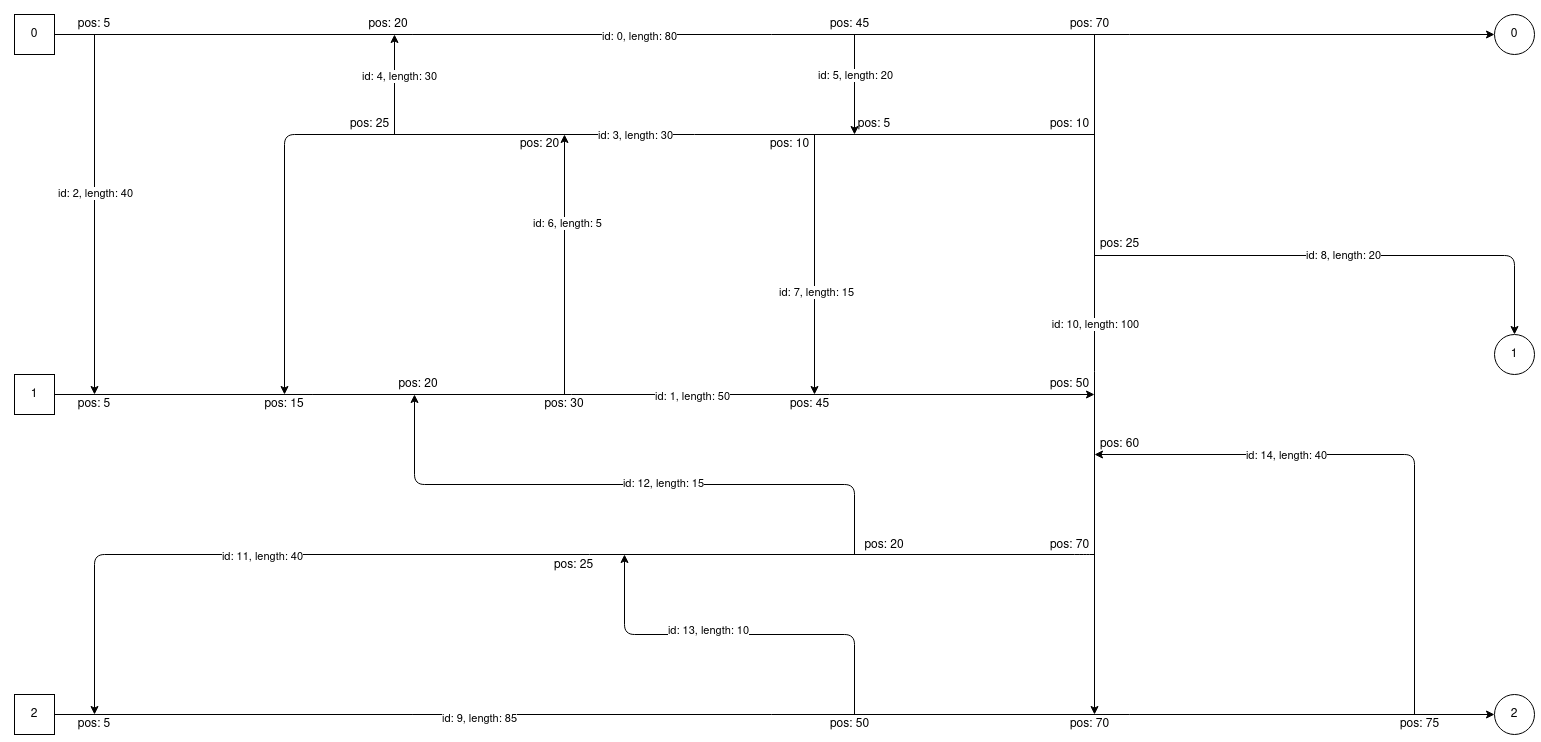 pos: 5
pos: 20
pos: 45
pos: 70
0
id: 0, length: 80
0
id: 4, length: 30
id: 5, length: 20
pos: 25
pos: 5
pos: 10
id: 3, length: 30
pos: 20
pos: 10
id: 2, length: 40
id: 6, length: 5
pos: 25
id: 8, length: 20
id: 7, length: 15
id: 10, length: 100
1
pos: 20
pos: 50
1
id: 1, length: 50
pos: 5
pos: 15
pos: 30
pos: 45
pos: 60
id: 14, length: 40
id: 12, length: 15
pos: 20
pos: 70
id: 11, length: 40
pos: 25
id: 13, length: 10
2
id: 9, length: 85
2
pos: 5
pos: 50
pos: 70
pos: 75